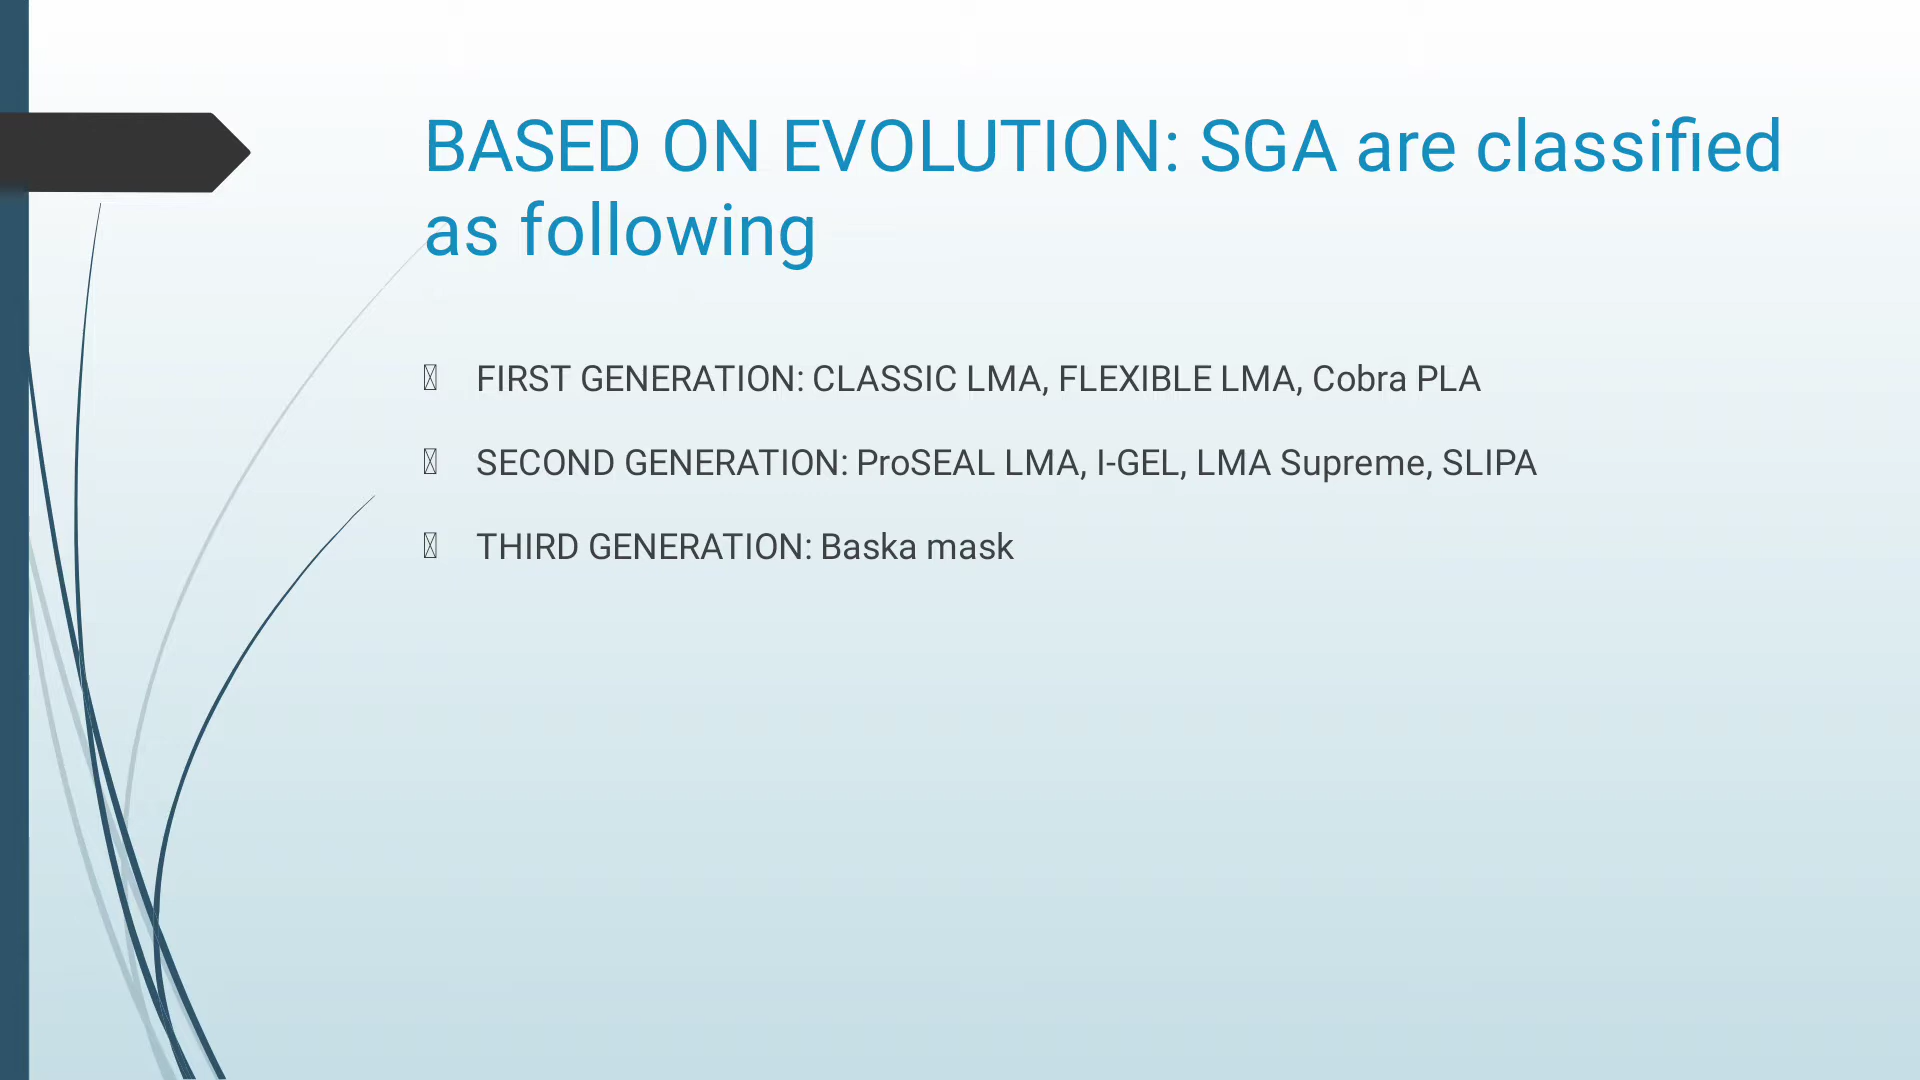 BASED ON EVOLUTION: SGA are classified
as following
FIRST GENERATION: CLASSIC LMA, FLEXIBLE LMA, Cobra PLA
SECOND GENERATION: ProSEAL LMA, I-GEL, LMA Supreme, SLIPA
THIRD GENERATION: Baska mask